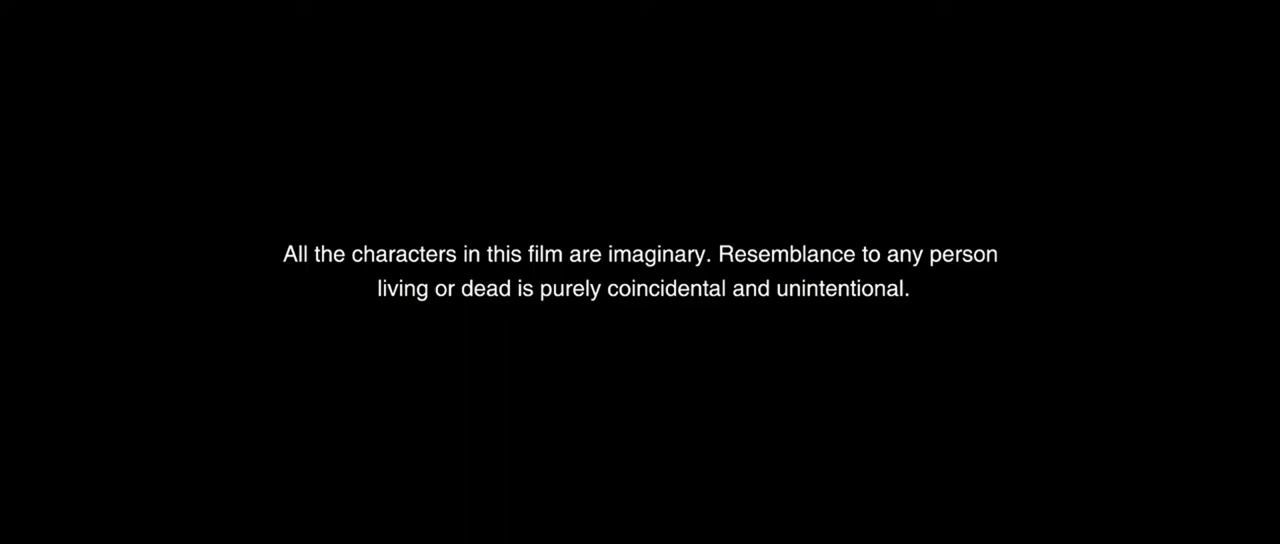 All the characters in this film are imaginary. Resemblance to any person
living or dead is purely coincidental and unintentional.